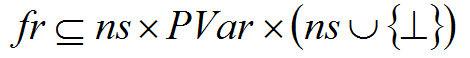 fr ⊆ ns × PVar × (ns ∪ {⊥})